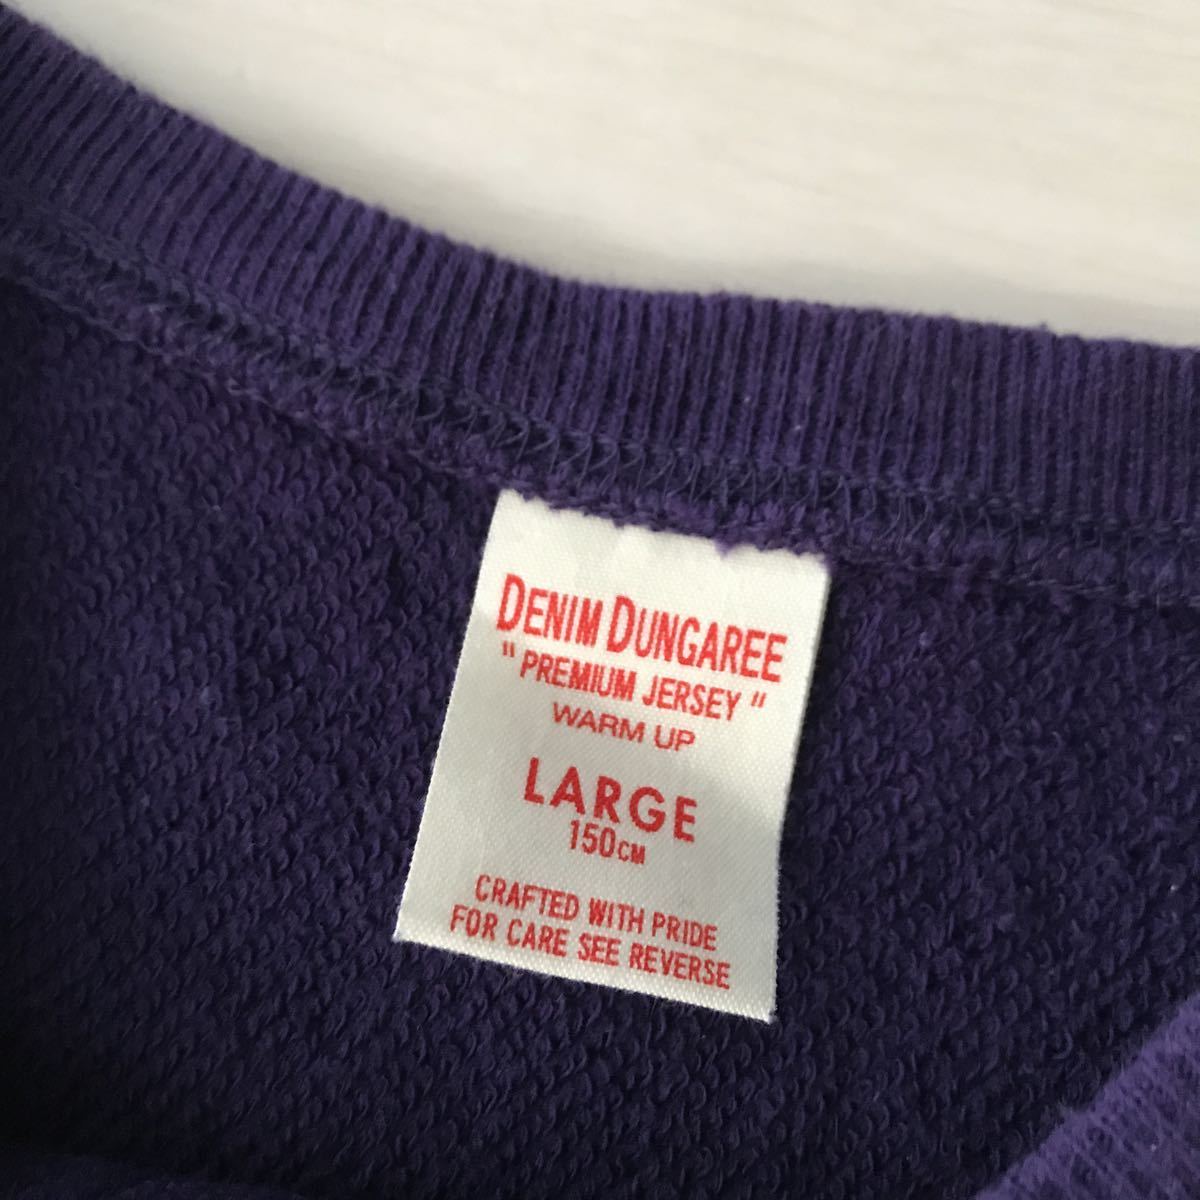 DENIM DUNGAREE
"PREMIUM JERSEY"
WARM UP
LARGE
150CM
CRAFTED WITH PRIDE
FOR CARE SEE REVERSE